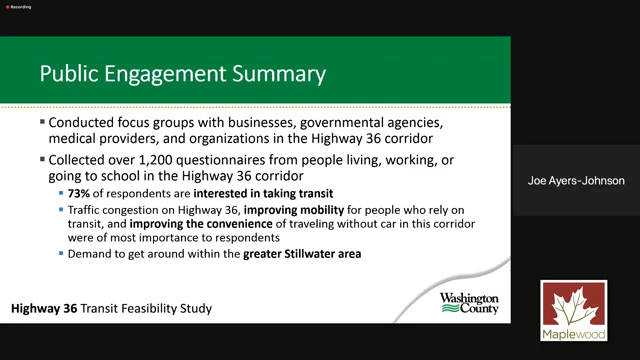 Recording
Public Engagement Summary
▪ Conducted focus groups with businesses, governmental agencies,
medical providers, and organizations in the Highway 36 corridor
▪ Collected over 1,200 questionnaires from people living, working, or
going to school in the Highway 36 corridor
▪ 73% of respondents are interested in taking transit
▪ Traffic congestion on Highway 36, improving mobility for people who rely on
transit, and improving the convenience of traveling without car in this corridor
were of most importance to respondents
▪ Demand to get around within the greater Stillwater area
Joe Ayers-Johnson
Highway 36 Transit Feasibility Study
Washington
County
Maplewood